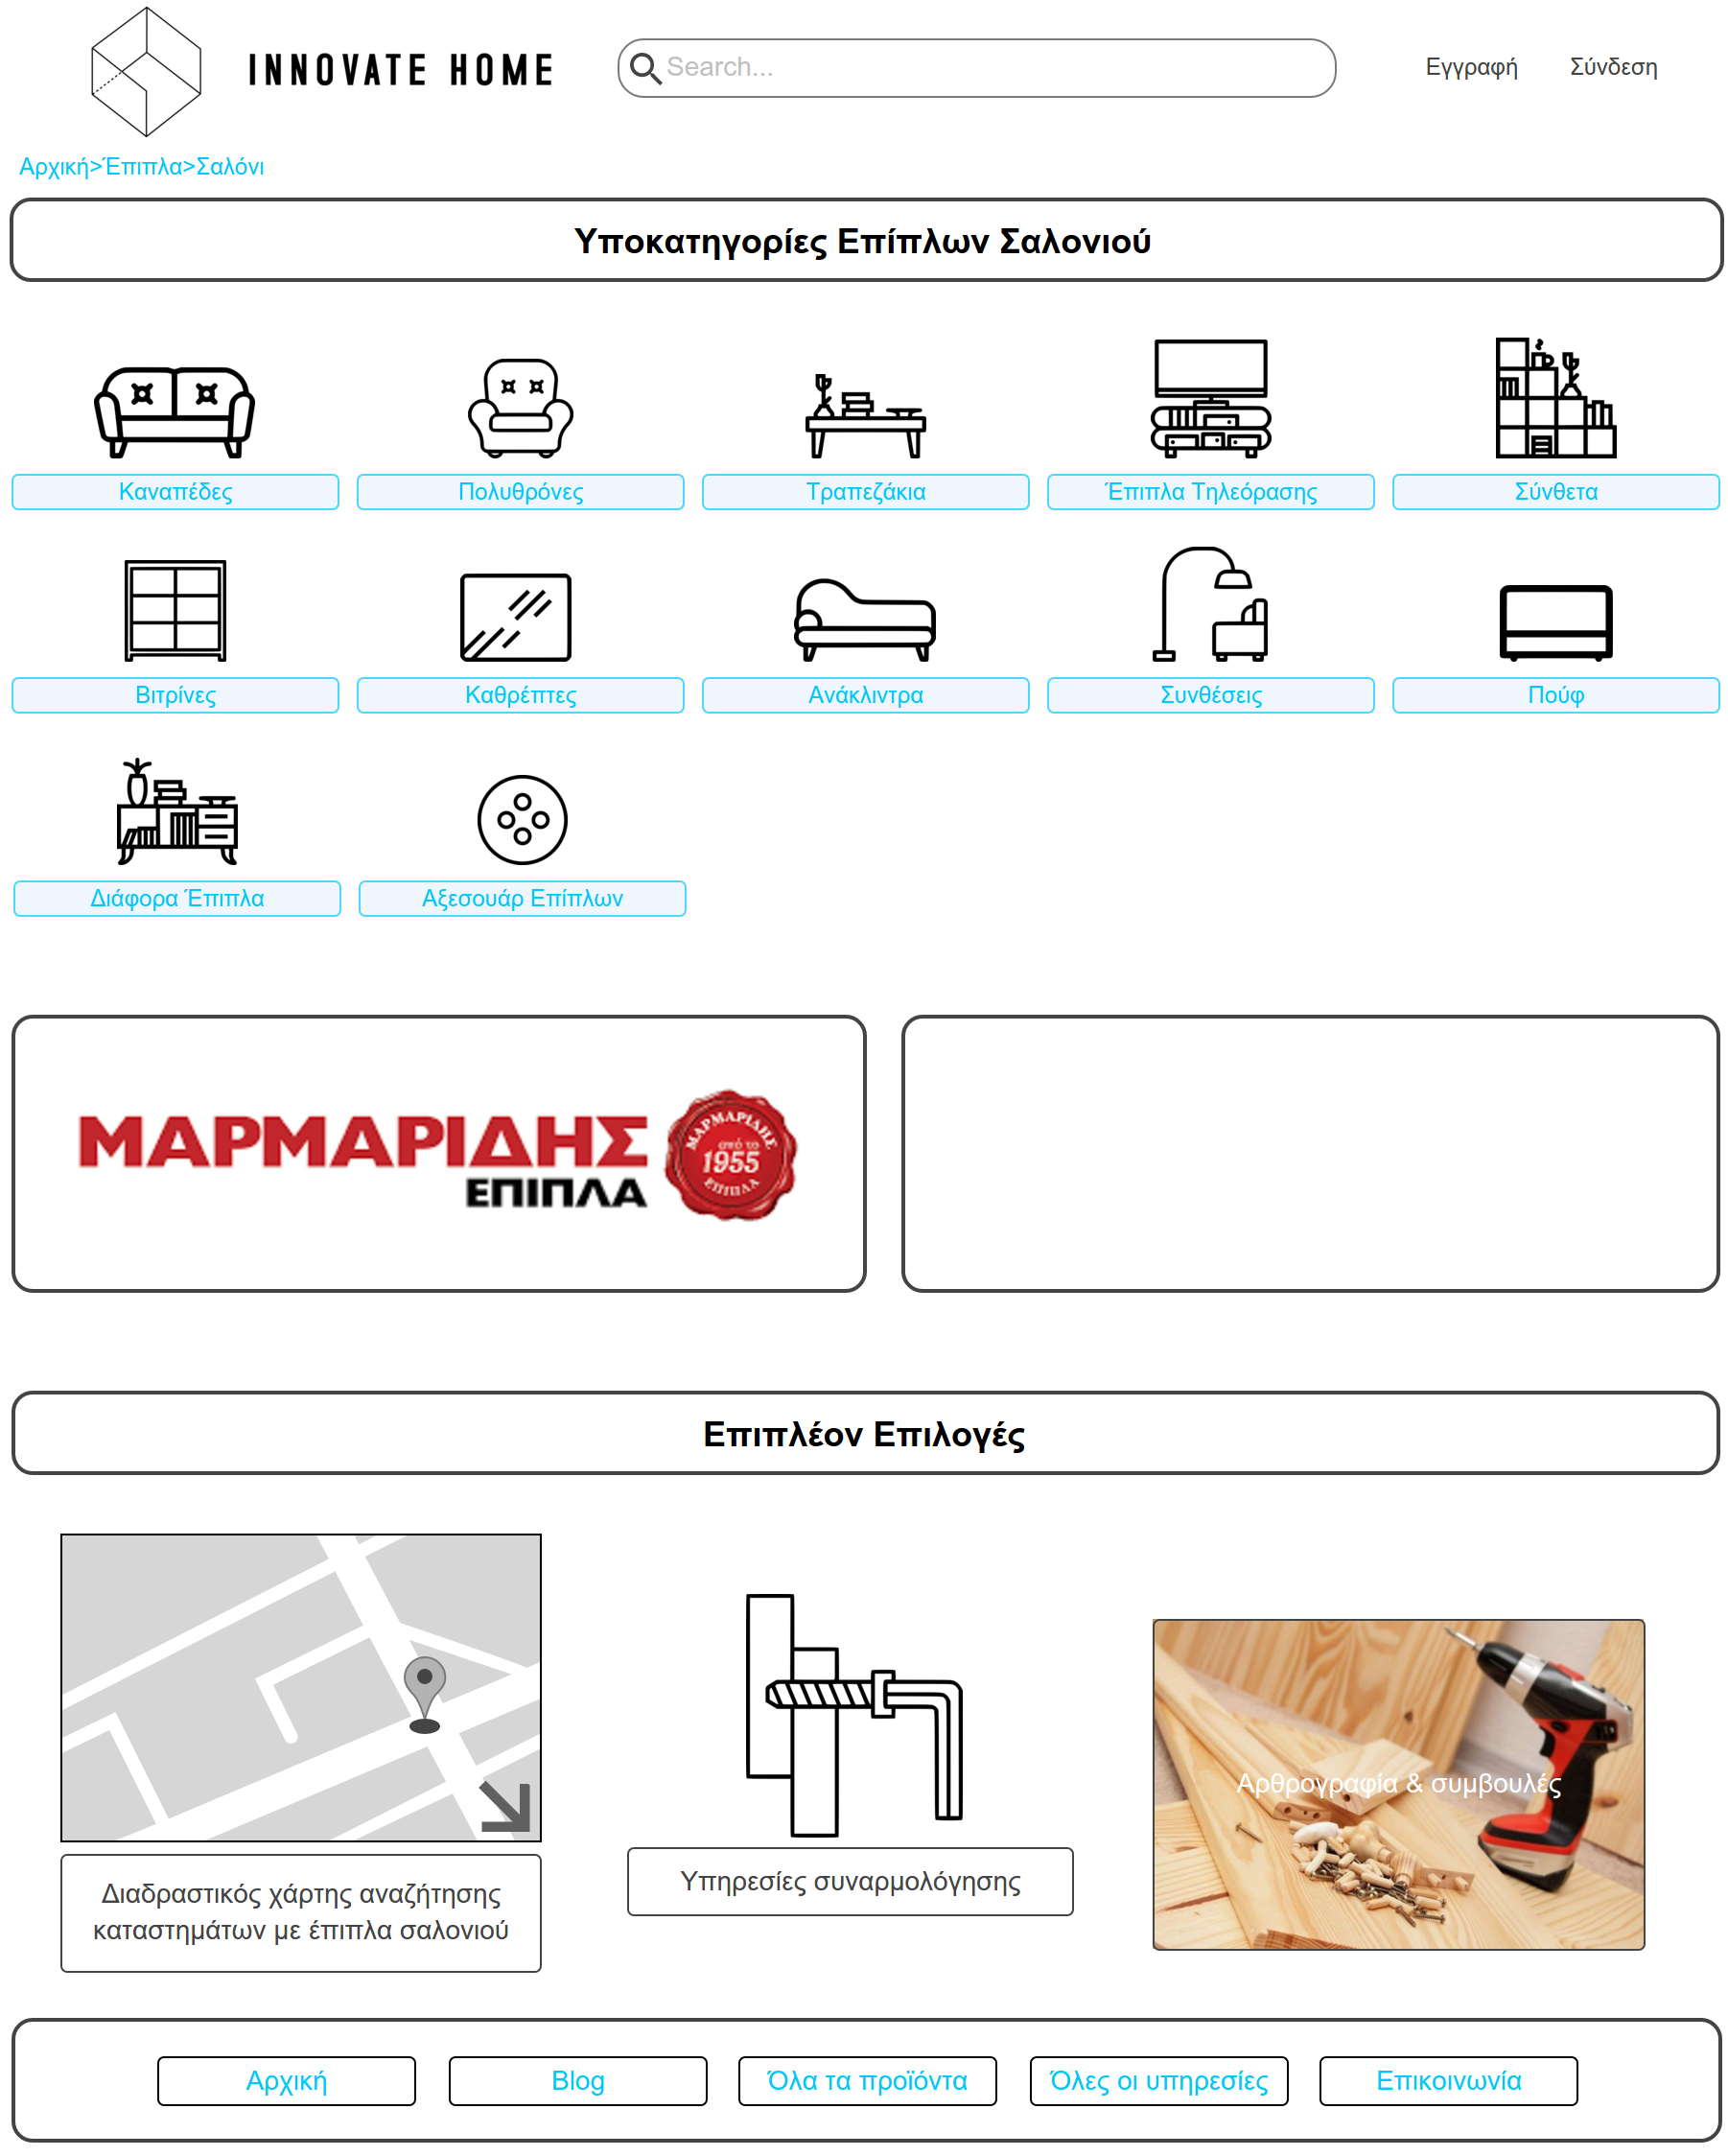 INNOVATE HOME
Search...
Εγγραφή
Σύνδεση
Αρχική>Έπιπλα>Σαλόνι
Υποκατηγορίες Επίπλων Σαλονιού
Καναπέδες
Πολυθρόνες
Τραπεζάκια
Έπιπλα Τηλεόρασης
Σύνθετα
Βιτρίνες
Καθρέπτες
Ανάκλιντρα
Συνθέσεις
Πούφ
Διάφορα Έπιπλα
Αξεσουάρ Επίπλων
ΜΑΡΜΑΡΙΔΗΣ
ΕΠΙΠΛΑ
ΜΑΡΜΑΡΙΔΗΣ
από το
1955
ΕΠΙΠΛΑ
Επιπλέον Επιλογές
Διαδραστικός χάρτης αναζήτησης
καταστημάτων με έπιπλα σαλονιού
Υπηρεσίες συναρμολόγησης
Αρθρογραφία & συμβουλές
Αρχική
Blog
Όλα τα προϊόντα
Όλες οι υπηρεσίες
Επικοινωνία